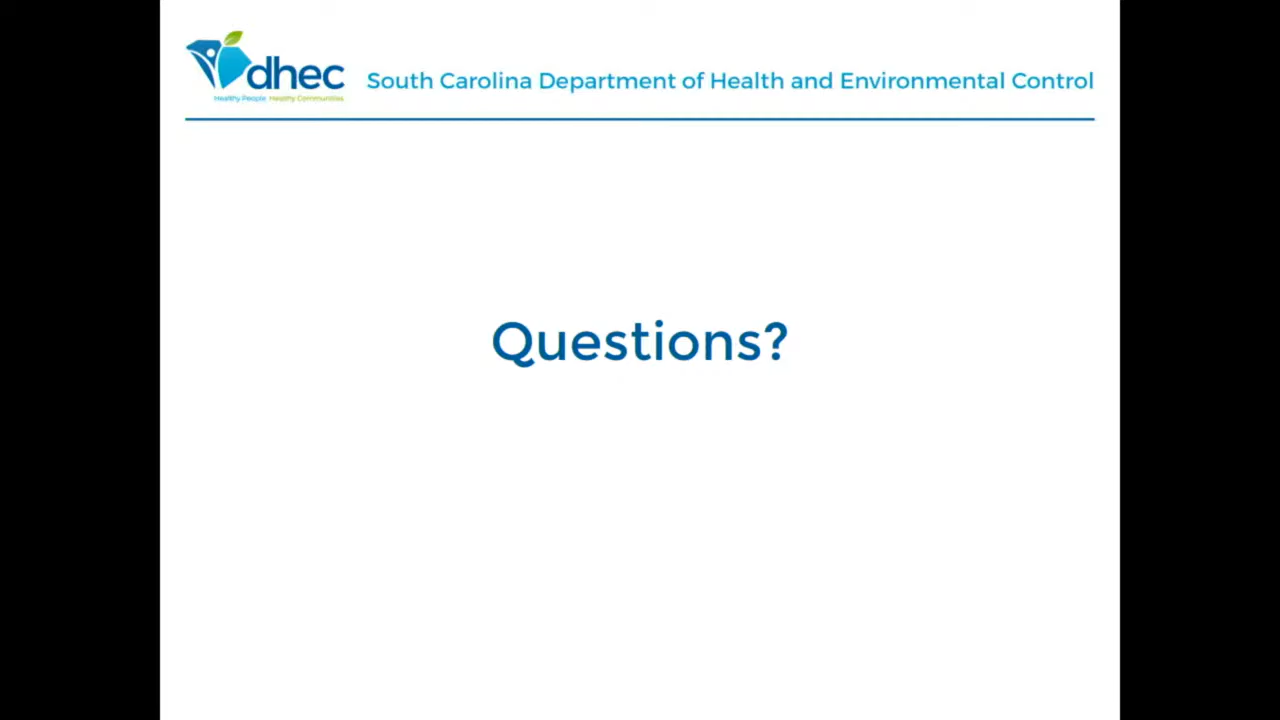 dhec
Healthy People. Healthy Communities.
South Carolina Department of Health and Environmental Control
Questions?